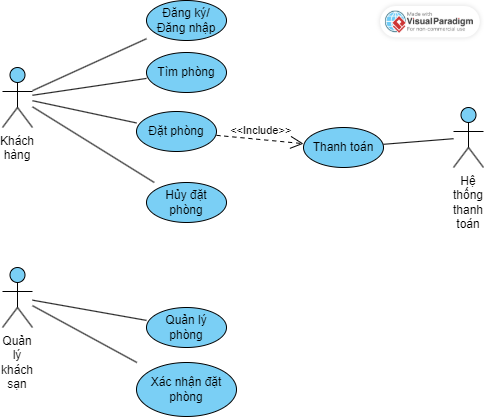 Đăng ký/
Đăng nhập
Made with
Visual Paradigm
For non-commercial use
Tìm phòng
Khách
hàng
Đặt phòng
<<Include>>
Thanh toán
Hệ
thống
thanh
toán
Hủy đặt
phòng
Quản
lý
khách
sạn
Quản lý
phòng
Xác nhận đặt
phòng